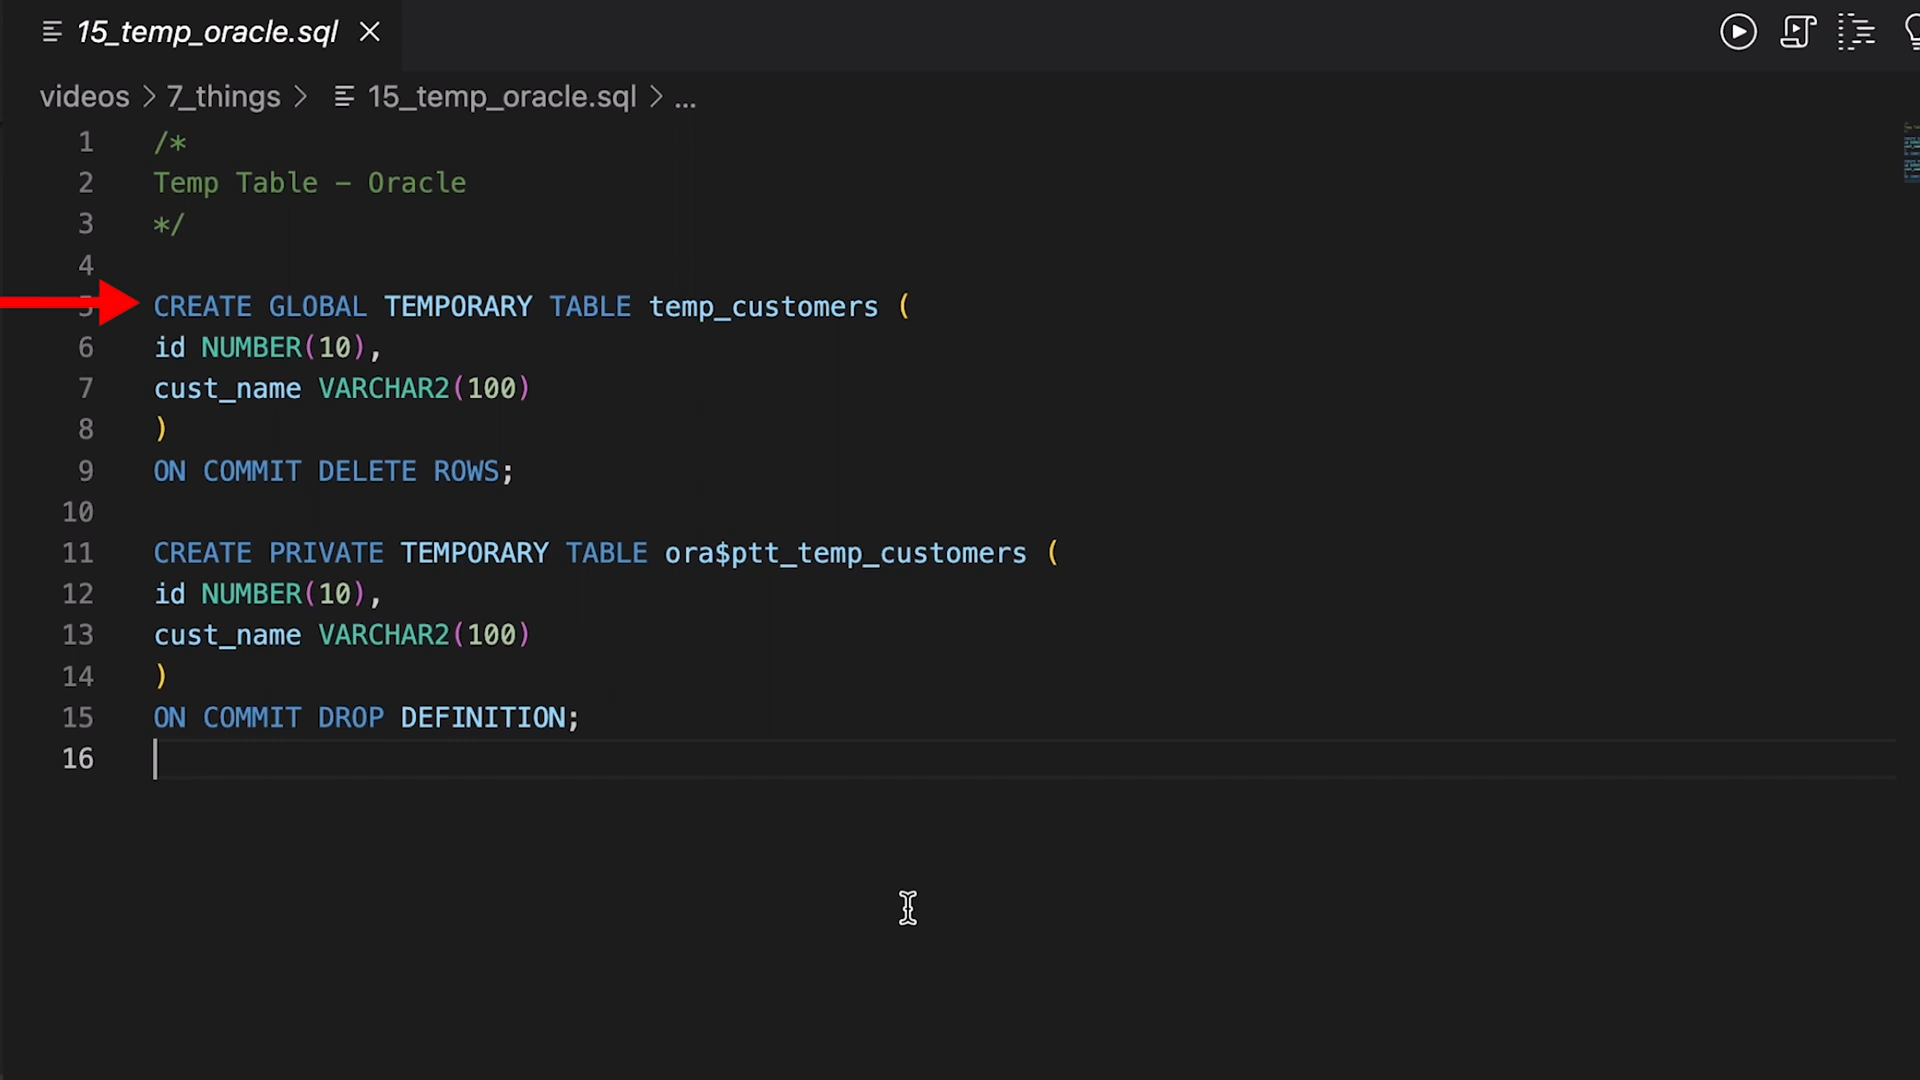 15_temp_oracle.sql
videos > 7_things > 15_temp_oracle.sql > ...
1 /*
2 Temp Table - Oracle
3 */
4
5 CREATE GLOBAL TEMPORARY TABLE temp_customers (
6 id NUMBER(10),
7 cust_name VARCHAR2(100)
8 )
9 ON COMMIT DELETE ROWS;
10
11 CREATE PRIVATE TEMPORARY TABLE ora$ptt_temp_customers (
12 id NUMBER(10),
13 cust_name VARCHAR2(100)
14 )
15 ON COMMIT DROP DEFINITION;
16